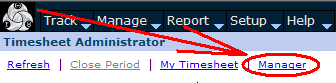 Track Manage Report Setup Help
Timesheet Administrator
Refresh | Close Period | My Timesheet | Manager